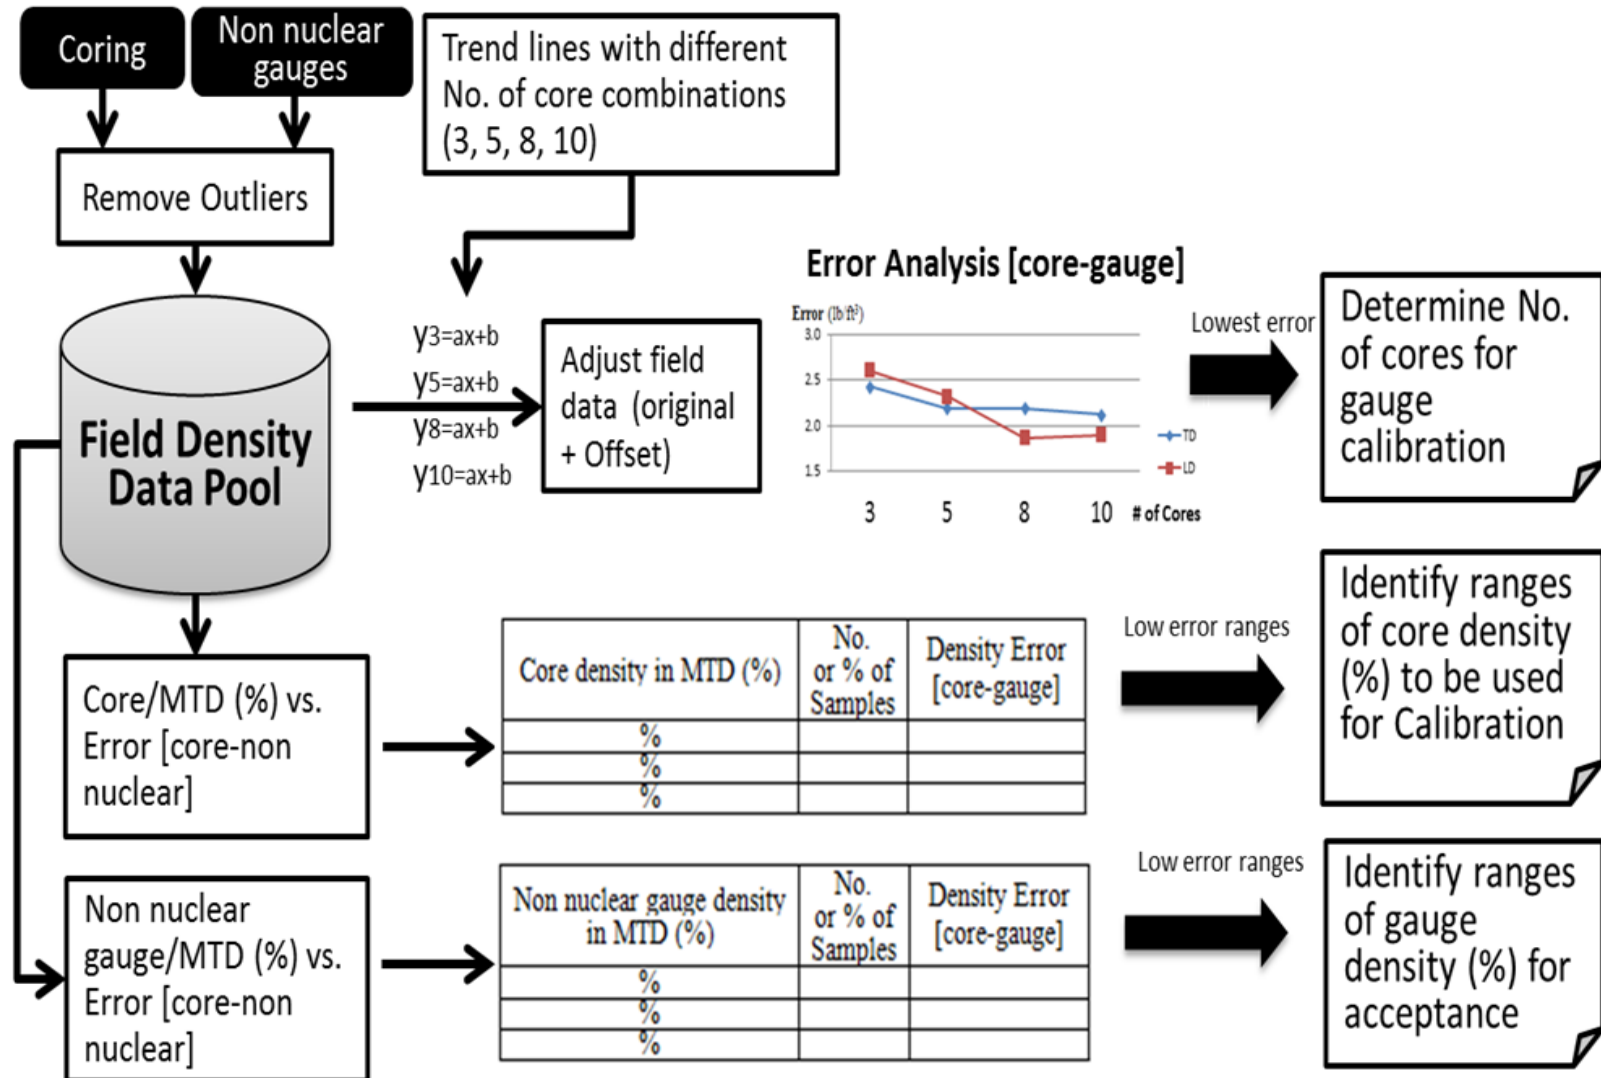 Coring
Non nuclear
gauges
Trend lines with different
No. of core combinations
(3, 5, 8, 10)
Remove Outliers
Field Density
Data Pool
y3=ax+b
y5=ax+b
y8=ax+b
y10=ax+b
Adjust field
data (original
+ Offset)
Error Analysis [core-gauge]
Error (lb/ft³)
3.0
2.5
2.0
1.5
3 5 8 10 # of Cores
TD
LD
Lowest error
Determine No.
of cores for
gauge
calibration
Core/MTD (%) vs.
Error [core-non
nuclear]
Core density in MTD (%)
No.
or % of
Samples
Density Error
[core-gauge]
%
%
%
Low error ranges
Identify ranges
of core density
(%) to be used
for Calibration
Non nuclear
gauge/MTD (%) vs.
Error [core-non
nuclear]
Non nuclear gauge density
in MTD (%)
No.
or % of
Samples
Density Error
[core-gauge]
%
%
%
Low error ranges
Identify ranges
of gauge
density (%) for
acceptance